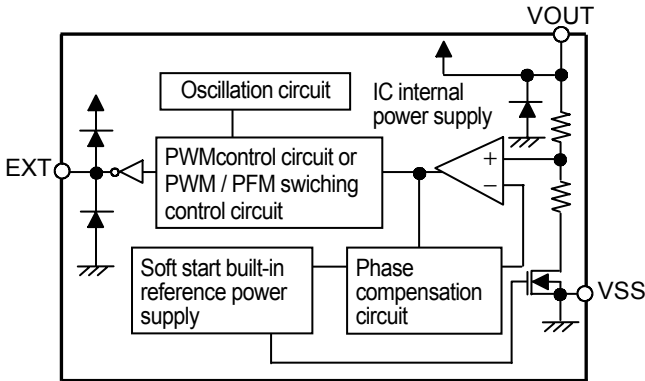 VOUT
Oscillation circuit
IC internal
power supply
EXT
PWMcontrol circuit or
PWM / PFM swiching
control circuit
+
−
Soft start built-in
reference power
supply
Phase
compensation
circuit
VSS